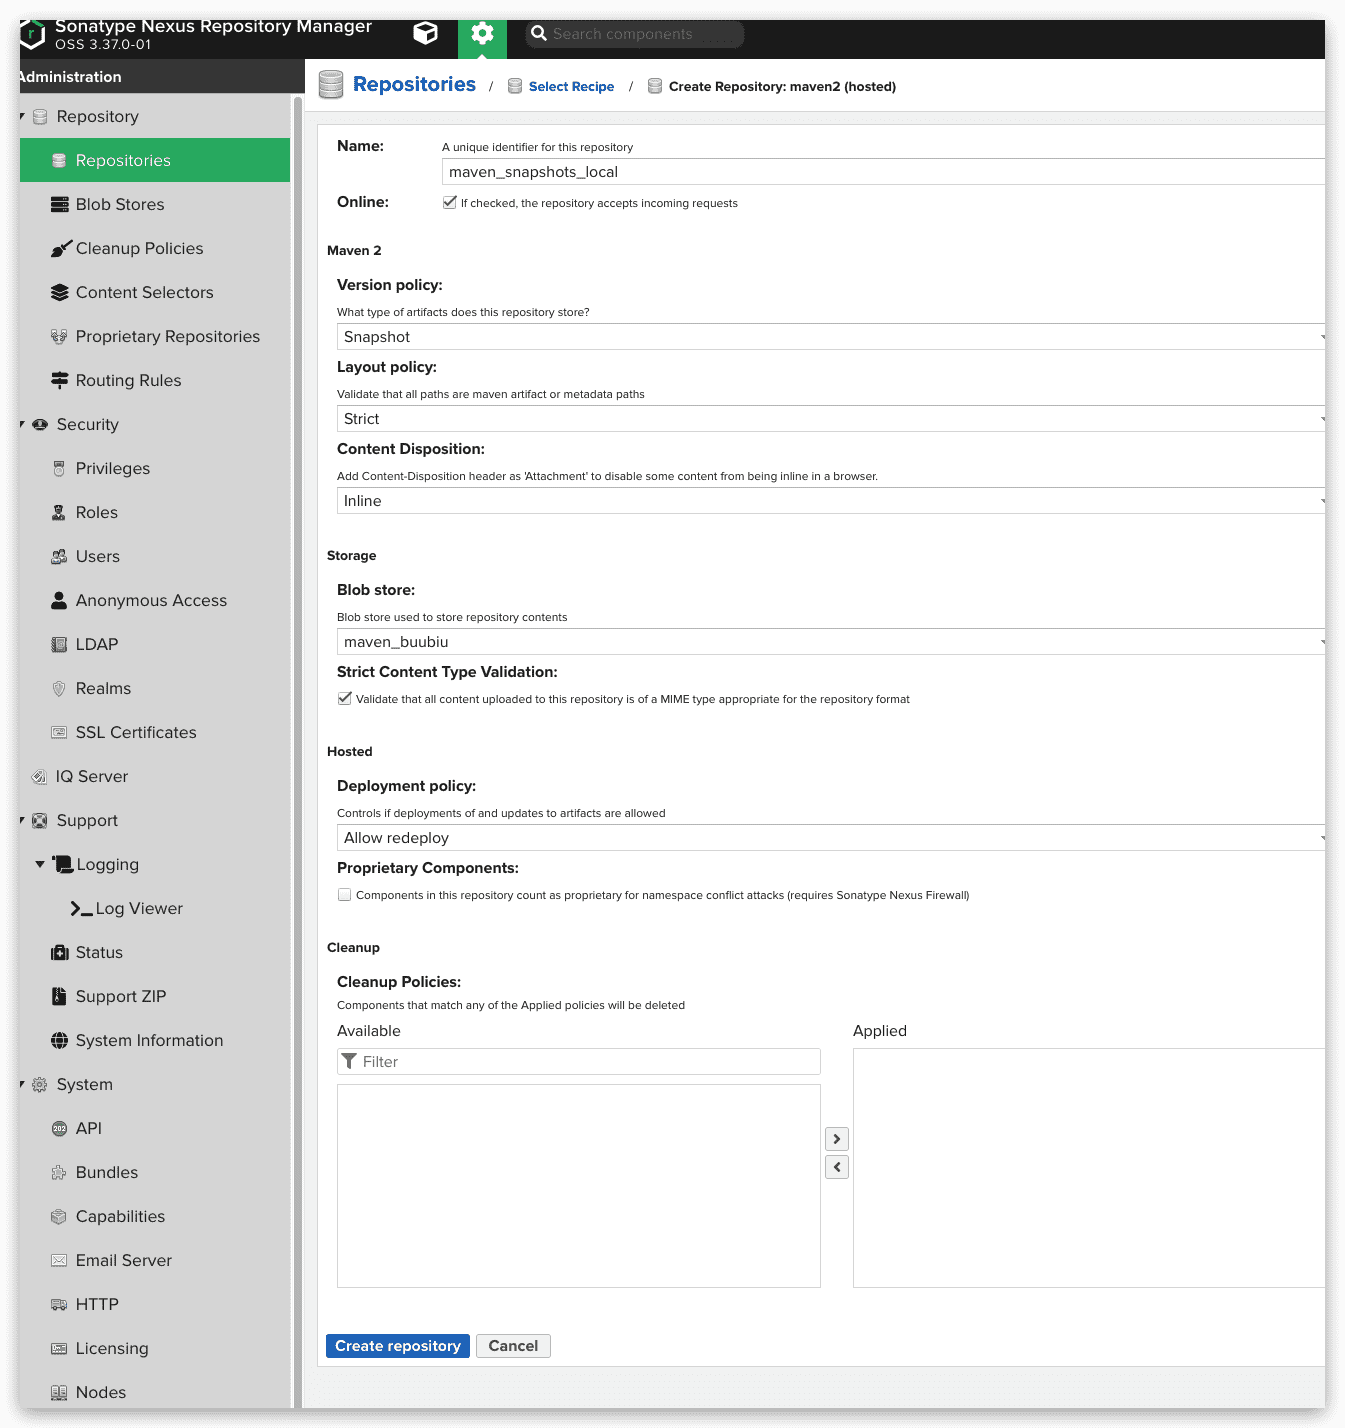 Sonatype Nexus Repository Manager
OSS 3.37.0-01
Search components
Administration
Repository
Repositories
Blob Stores
Cleanup Policies
Content Selectors
Proprietary Repositories
Routing Rules
Security
Privileges
Roles
Users
Anonymous Access
LDAP
Realms
SSL Certificates
IQ Server
Support
Logging
Log Viewer
Status
Support ZIP
System Information
System
API
Bundles
Capabilities
Email Server
HTTP
Licensing
Nodes
Repositories / Select Recipe / Create Repository: maven2 (hosted)
Name:
A unique identifier for this repository
maven_snapshots_local
Online:
If checked, the repository accepts incoming requests
Maven 2
Version policy:
What type of artifacts does this repository store?
Snapshot
Layout policy:
Validate that all paths are maven artifact or metadata paths
Strict
Content Disposition:
Add Content-Disposition header as 'Attachment' to disable some content from being inline in a browser.
Inline
Storage
Blob store:
Blob store used to store repository contents
maven_buubiu
Strict Content Type Validation:
Validate that all content uploaded to this repository is of a MIME type appropriate for the repository format
Hosted
Deployment policy:
Controls if deployments of and updates to artifacts are allowed
Allow redeploy
Proprietary Components:
Components in this repository count as proprietary for namespace conflict attacks (requires Sonatype Nexus Firewall)
Cleanup
Cleanup Policies:
Components that match any of the Applied policies will be deleted
Available
Applied
Filter
Create repository
Cancel